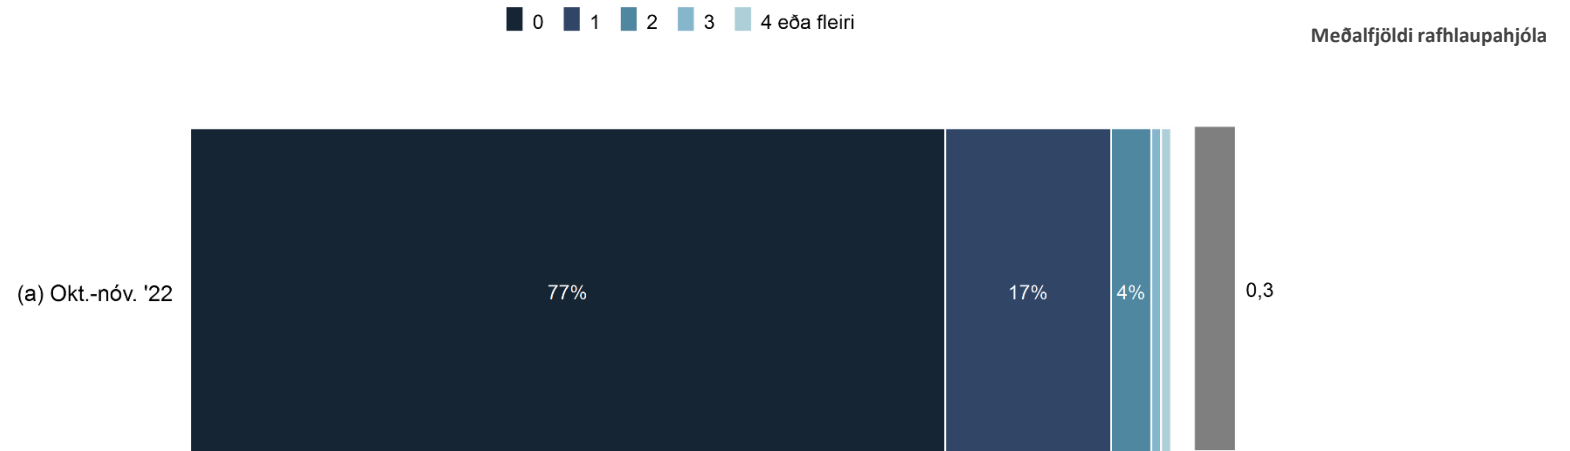 0 1 2 3 4 eða fleiri
Meðalfjöldi rafhlaupahjóla
(a) Okt.-nóv. '22 77% 17% 4% 0,3